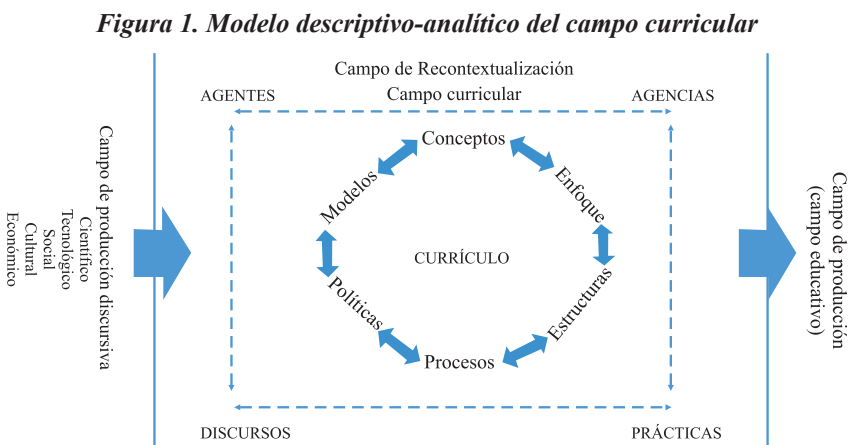 Figura 1. Modelo descriptivo-analítico del campo curricular
Campo de Recontextualización
Campo curricular
AGENTES
AGENCIAS
Campo de producción discursiva
Científico
Tecnológico
Social
Cultural
Económico
Conceptos
Enfoque
Estructuras
Procesos
Políticas
Modelos
CURRÍCULO
Campo de producción
(campo educativo)
DISCURSOS
PRÁCTICAS